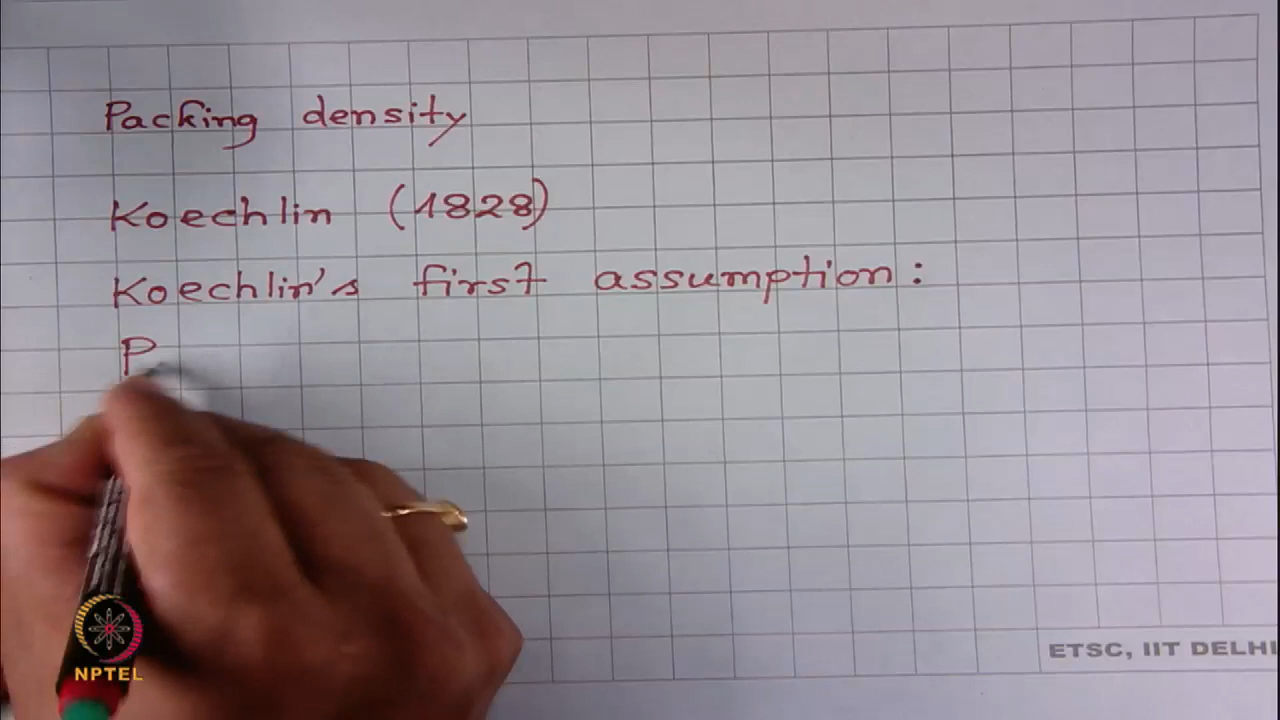 Packing density
Koechlin (1828)
Koechlin's first assumption:
P
NPTEL
ETSC, IIT DELHI